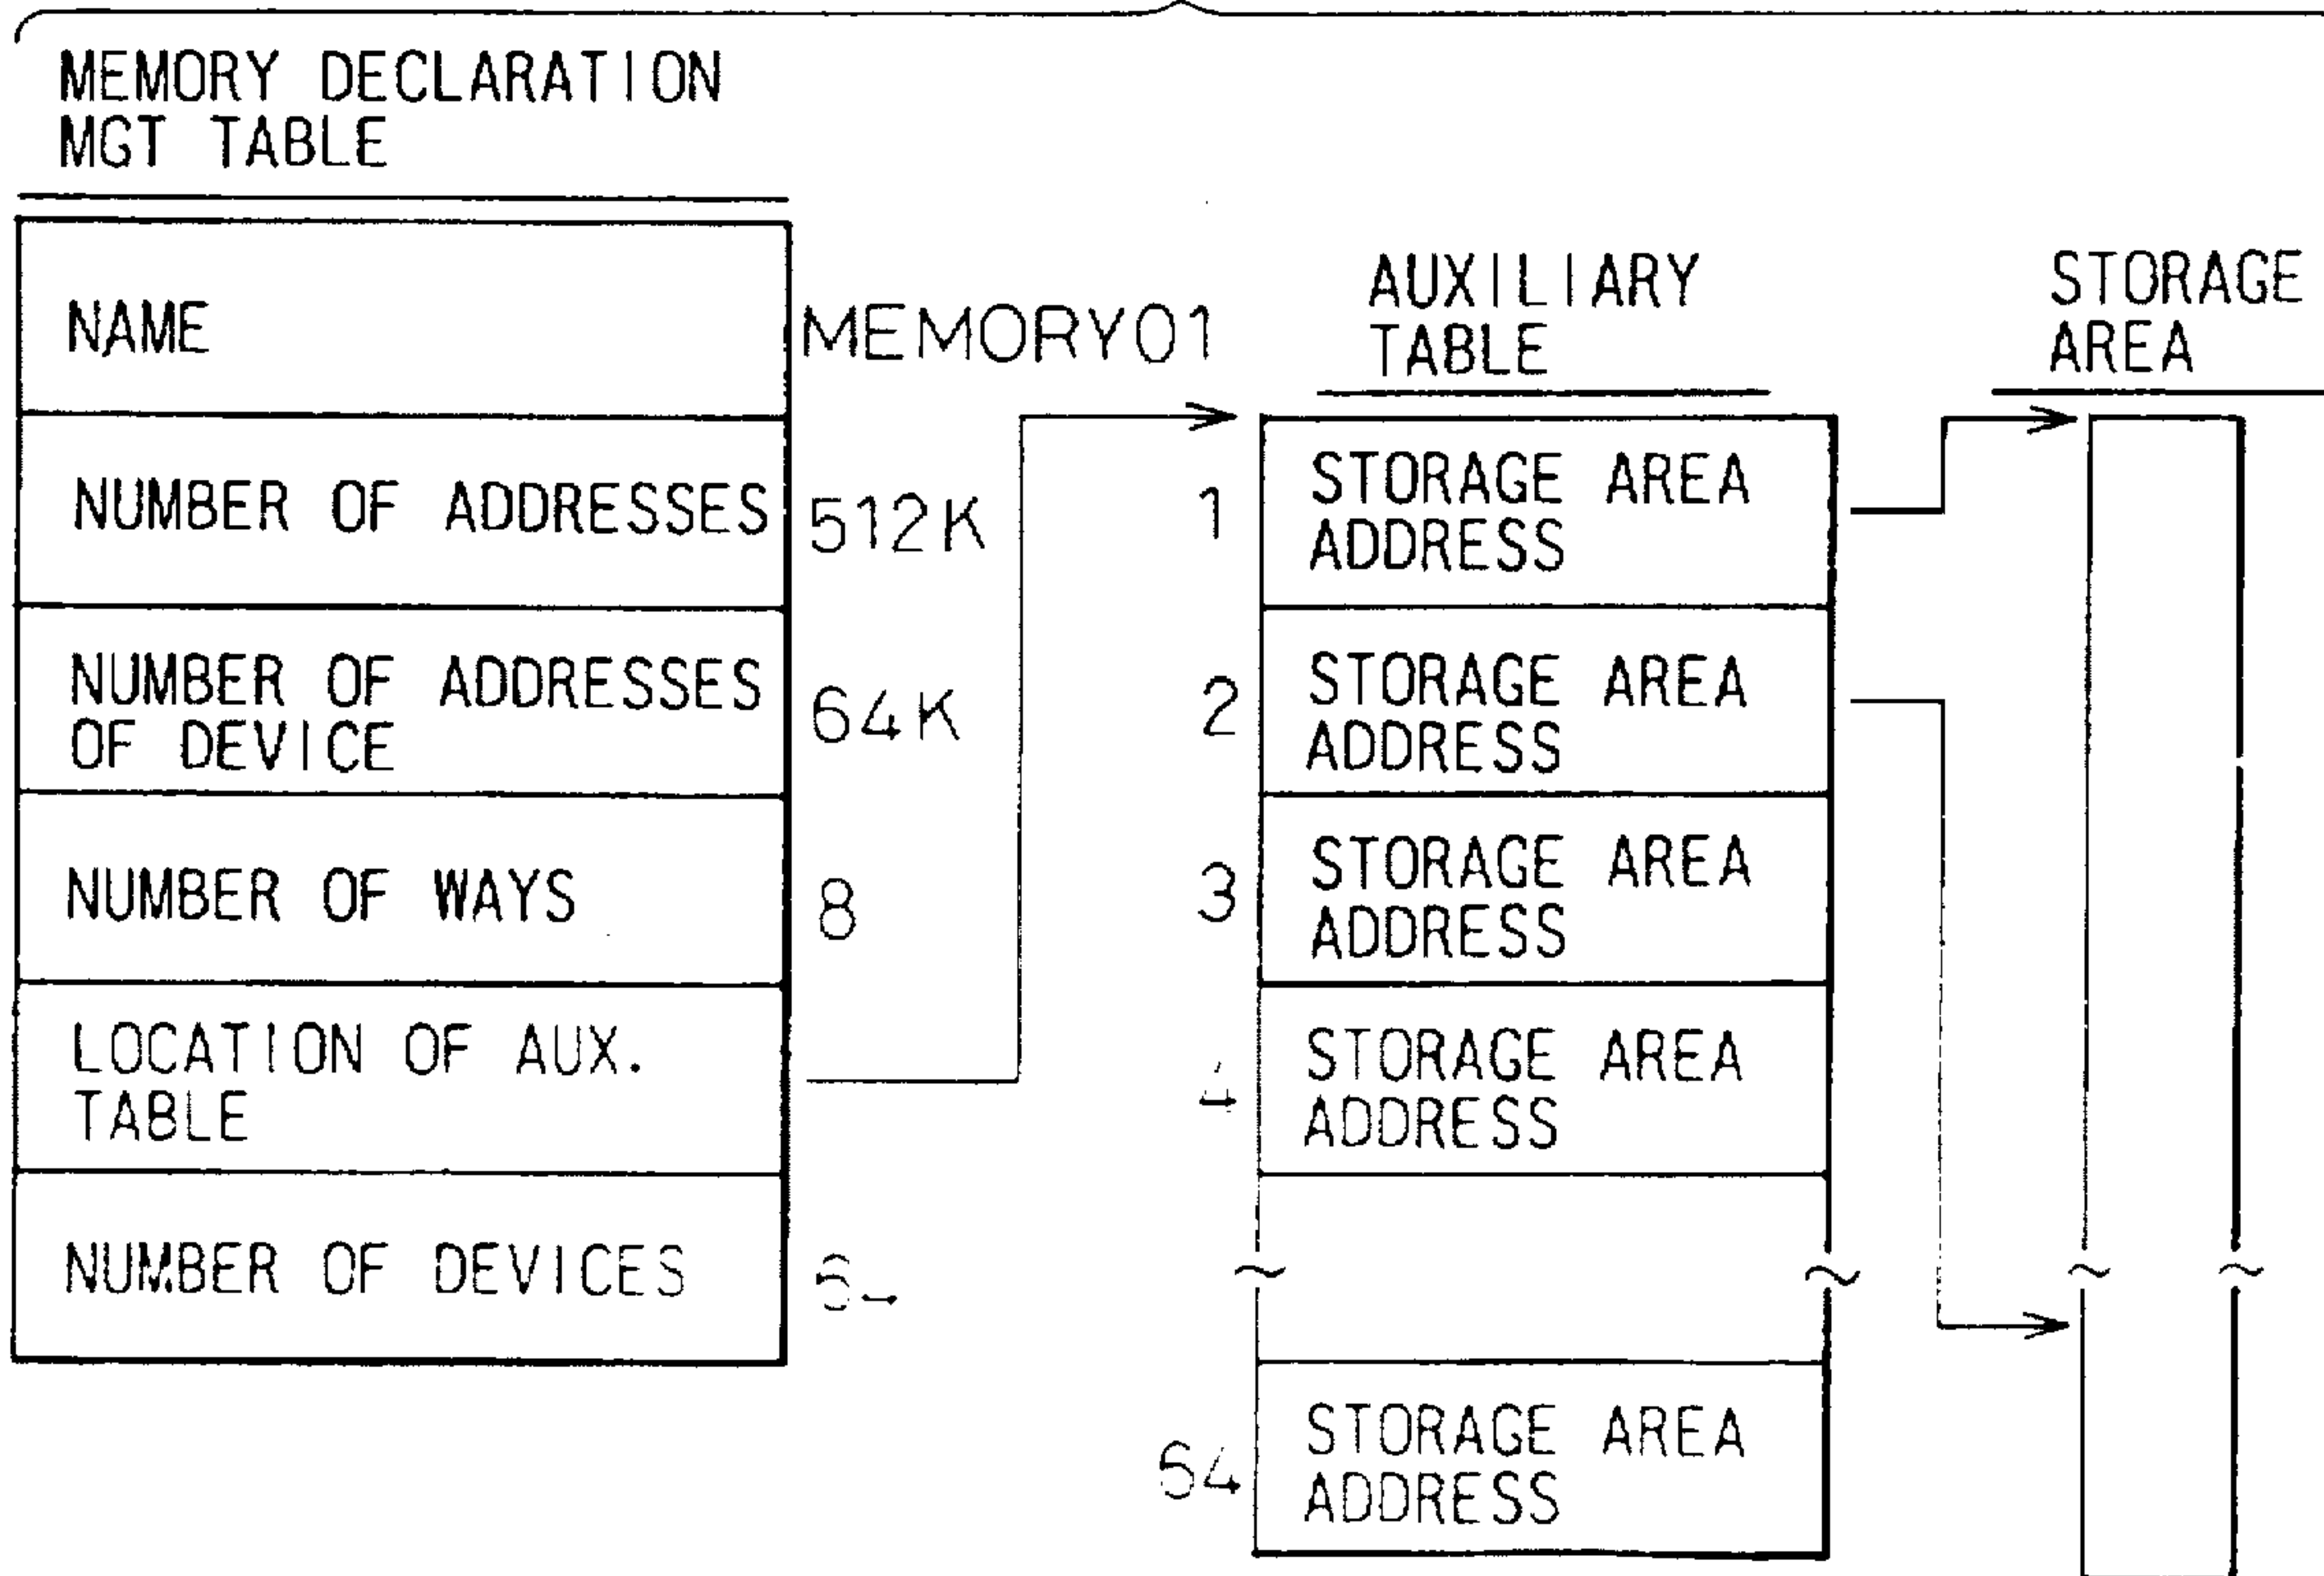 MEMORY DECLARATION
MGT TABLE
NAME
MEMORY01
NUMBER OF ADDRESSES
512K
NUMBER OF ADDRESSES
OF DEVICE
64K
NUMBER OF WAYS
8
LOCATION OF AUX.
TABLE
NUMBER OF DEVICES
AUXILIARY
TABLE
1
STORAGE AREA
ADDRESS
2
STORAGE AREA
ADDRESS
3
STORAGE AREA
ADDRESS
4
STORAGE AREA
ADDRESS
64
STORAGE AREA
ADDRESS
STORAGE
AREA